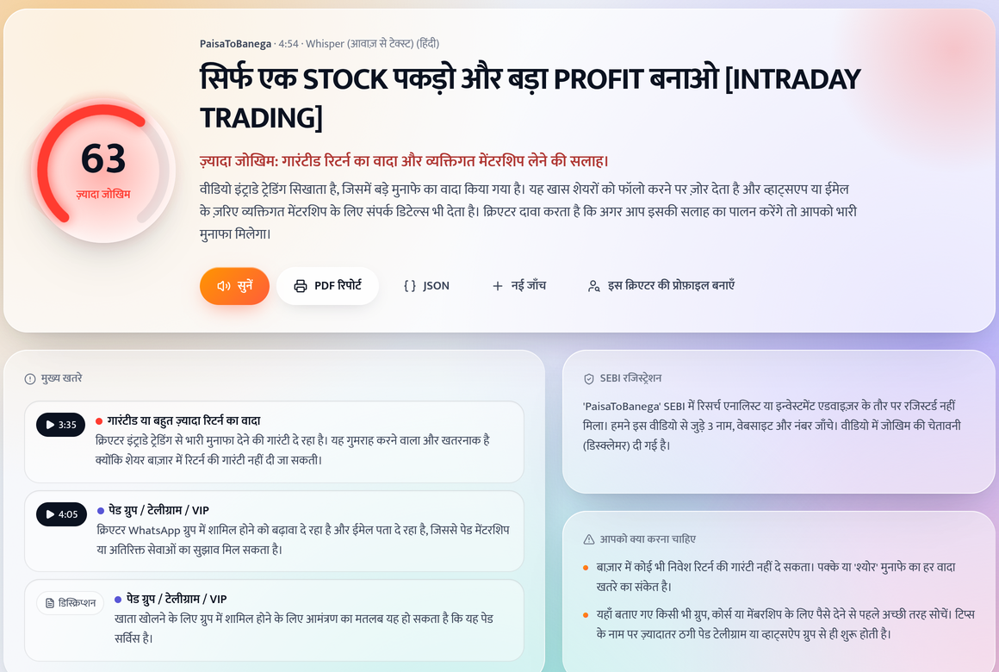 PaisaToBanega · 4:54 · Whisper (आवाज़ से टेक्स्ट) (हिंदी)
सिर्फ एक STOCK पकड़ो और बड़ा PROFIT बनाओ [INTRADAY
TRADING]
63
ज़्यादा जोखिम
ज़्यादा जोखिम: गारंटीड रिटर्न का वादा और व्यक्तिगत मेंटरशिप लेने की सलाह।
वीडियो इंट्राडे ट्रेडिंग सिखाता है, जिसमें बड़े मुनाफे का वादा किया गया है। यह खास शेयरों को फॉलो करने पर ज़ोर देता है और व्हाट्सएप या ईमेल
के ज़रिए व्यक्तिगत मेंटरशिप के लिए संपर्क डिटेल्स भी देता है। क्रिएटर दावा करता है कि अगर आप इसकी सलाह का पालन करेंगे तो आपको भारी
मुनाफा मिलेगा।
सुनें
PDF रिपोर्ट
{ } JSON
+ नई जाँच
इस क्रिएटर की प्रोफ़ाइल बनाएँ
मुख्य खतरे
3:35
गारंटीड या बहुत ज़्यादा रिटर्न का वादा
क्रिएटर इंट्राडे ट्रेडिंग से भारी मुनाफा देने की गारंटी दे रहा है। यह गुमराह करने वाला और खतरनाक है
क्योंकि शेयर बाज़ार में रिटर्न की गारंटी नहीं दी जा सकती।
4:05
पेड ग्रुप / टेलीग्राम / VIP
क्रिएटर WhatsApp ग्रुप में शामिल होने को बढ़ावा दे रहा है और ईमेल पता दे रहा है, जिससे पेड मेंटरशिप
या अतिरिक्त सेवाओं का सुझाव मिल सकता है।
डिस्क्रिप्शन
पेड ग्रुप / टेलीग्राम / VIP
खाता खोलने के लिए ग्रुप में शामिल होने के लिए आमंत्रण का मतलब यह हो सकता है कि यह पेड
सर्विस है।
SEBI रजिस्ट्रेशन
'PaisaToBanega' SEBI में रिसर्च एनालिस्ट या इन्वेस्टमेंट एडवाइज़र के तौर पर रजिस्टर्ड नहीं
मिला। हमने इस वीडियो से जुड़े 3 नाम, वेबसाइट और नंबर जाँचे। वीडियो में जोखिम की चेतावनी
(डिस्क्लेमर) दी गई है।
आपको क्या करना चाहिए
बाज़ार में कोई भी निवेश रिटर्न की गारंटी नहीं दे सकता। पक्के या 'श्योर' मुनाफे का हर वादा
खतरे का संकेत है।
यहाँ बताए गए किसी भी ग्रुप, कोर्स या मेंबरशिप के लिए पैसे देने से पहले अच्छी तरह सोचें। टिप्स
के नाम पर ज़्यादातर ठगी पेड टेलीग्राम या व्हाट्सऐप ग्रुप से ही शुरू होती है।